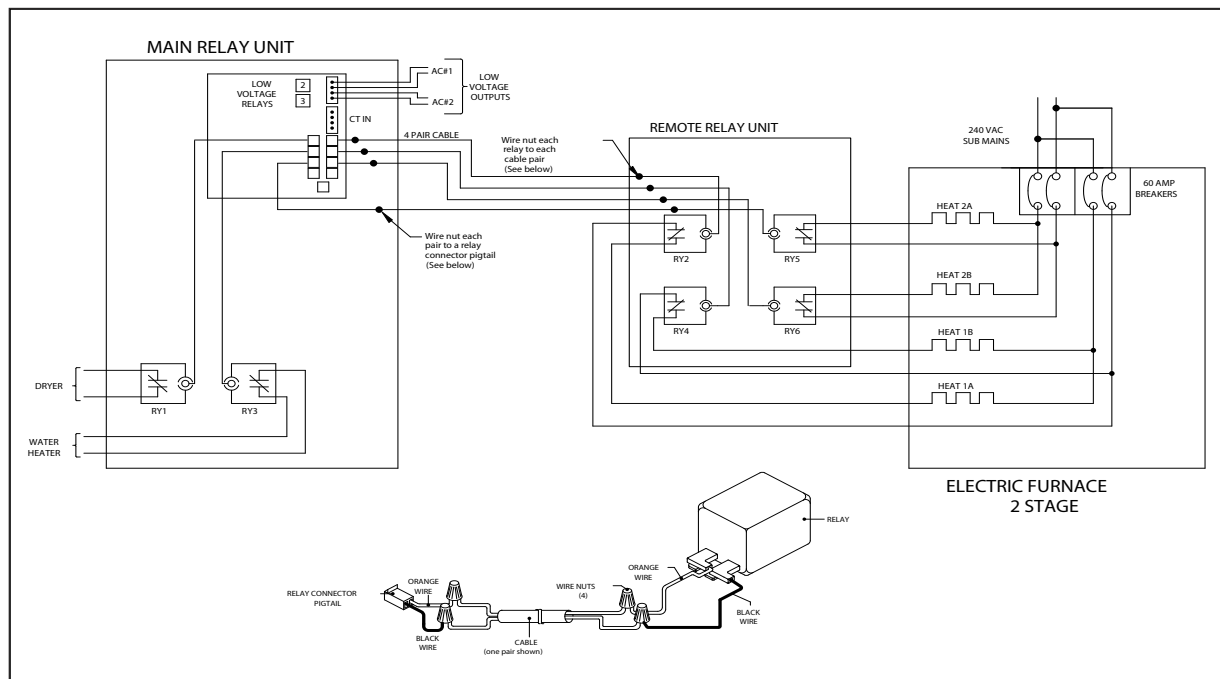 MAIN RELAY UNIT
LOW
VOLTAGE
RELAYS
2
3
AC#1
AC#2
LOW
VOLTAGE
OUTPUTS
CT IN
4 PAIR CABLE
Wire nut each
relay to each
cable pair
(See below)
Wire nut each
pair to a relay
connector pigtail
(See below)
REMOTE RELAY UNIT
RY2
RY5
RY4
RY6
240 VAC
SUB MAINS
60 AMP
BREAKERS
HEAT 2A
HEAT 2B
HEAT 1B
HEAT 1A
DRYER
RY1
RY3
WATER
HEATER
ELECTRIC FURNACE
2 STAGE
RELAY
RELAY CONNECTOR
PIGTAIL
ORANGE
WIRE
BLACK
WIRE
WIRE NUTS
(4)
CABLE
(one pair shown)
ORANGE
WIRE
BLACK
WIRE